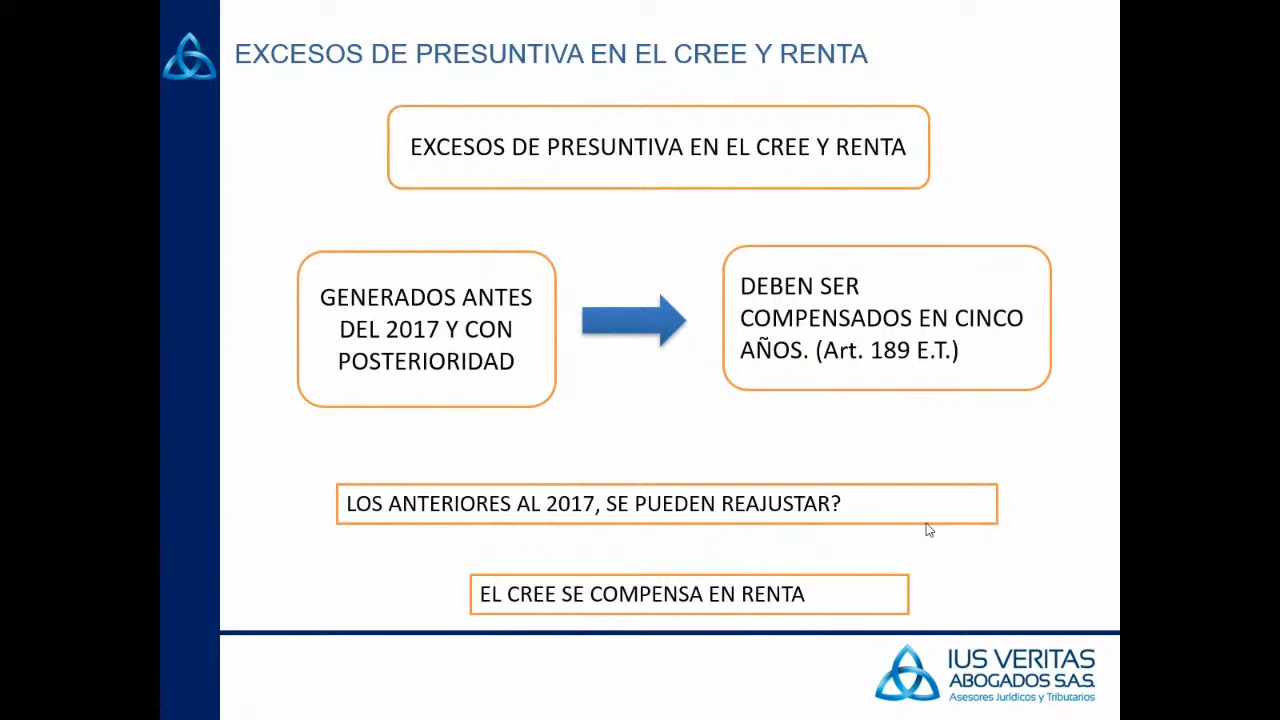 EXCESOS DE PRESUNTIVA EN EL CREE Y RENTA
EXCESOS DE PRESUNTIVA EN EL CREE Y RENTA
GENERADOS ANTES
DEL 2017 Y CON
POSTERIORIDAD
DEBEN SER
COMPENSADOS EN CINCO
AÑOS. (Art. 189 E.T.)
LOS ANTERIORES AL 2017, SE PUEDEN REAJUSTAR?
EL CREE SE COMPENSA EN RENTA
IUS VERITAS
ABOGADOS S.A.S.
Asesores Jurídicos y Tributarios